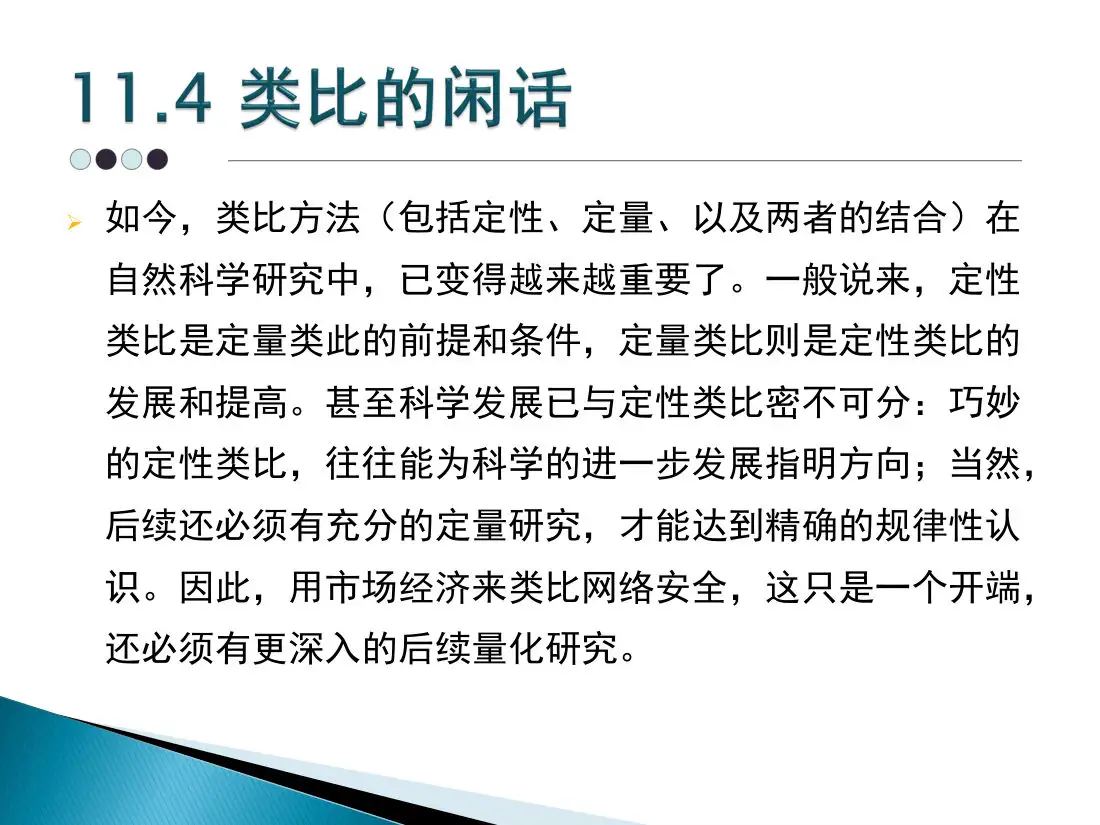 11.4 类比的闲话
如今，类比方法（包括定性、定量、以及两者的结合）在
自然科学研究中，已变得越来越重要了。一般说来，定性
类比是定量类此的前提和条件，定量类比则是定性类比的
发展和提高。甚至科学发展已与定性类比密不可分：巧妙
的定性类比，往往能为科学的进一步发展指明方向；当然，
后续还必须有充分的定量研究，才能达到精确的规律性认
识。因此，用市场经济来类比网络安全，这只是一个开端，
还必须有更深入的后续量化研究。